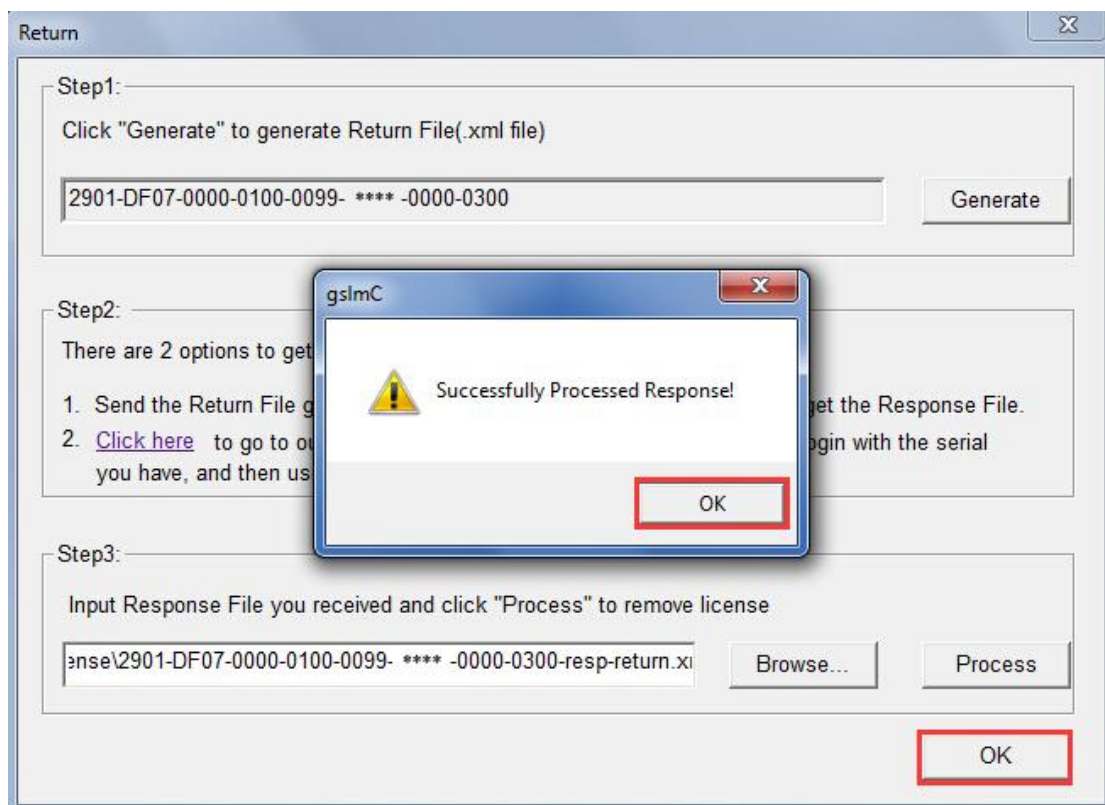 Return
Step1:
Click "Generate" to generate Return File(.xml file)
2901-DF07-0000-0100-0099- **** -0000-0300
Generate
Step2:
There are 2 options to get
1. Send the Return File g
get the Response File.
2. Click here to go to ou
ogin with the serial
you have, and then us
gslmC
Successfully Processed Response!
OK
Step3:
Input Response File you received and click "Process" to remove license
ense\2901-DF07-0000-0100-0099- **** -0000-0300-resp-return.x
Browse...
Process
OK